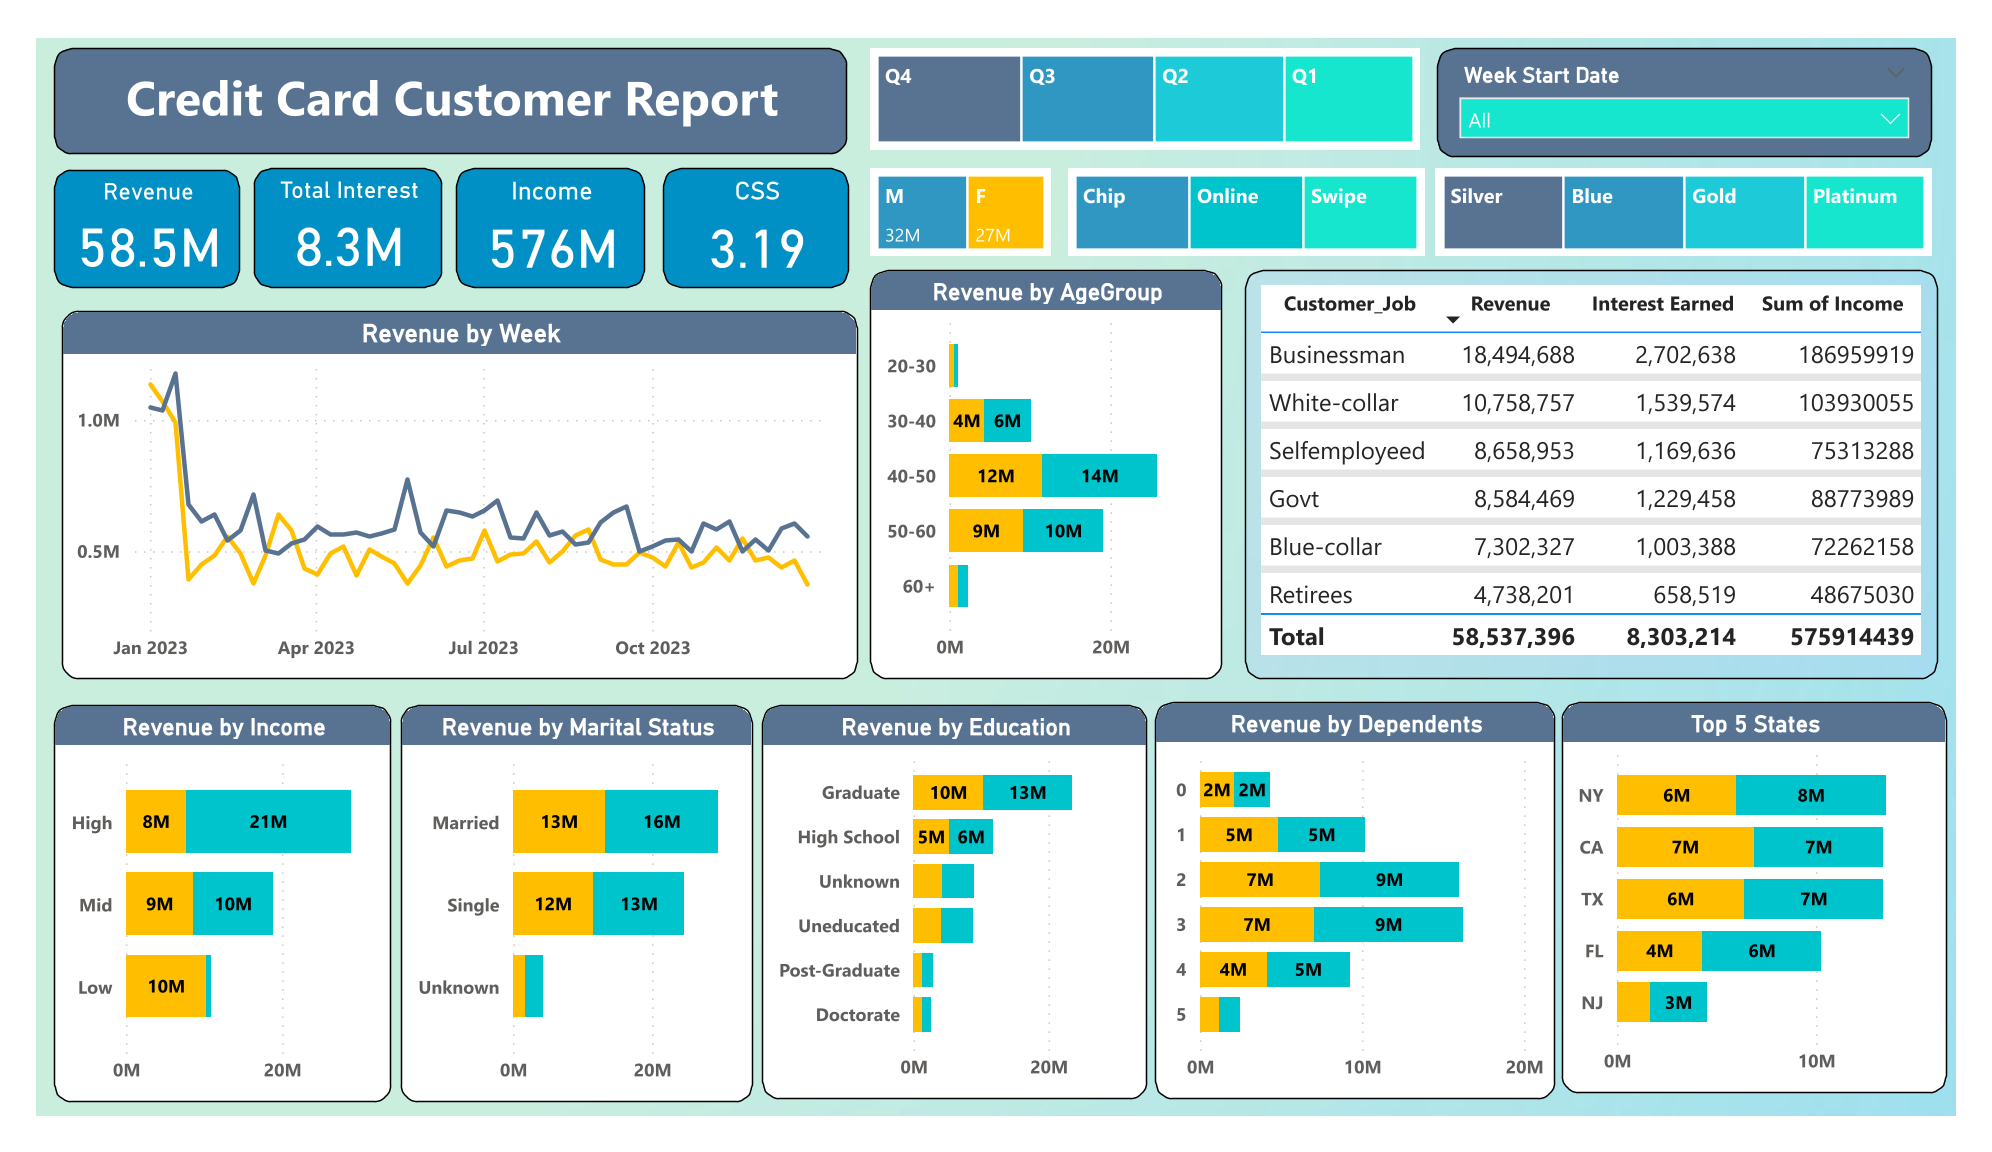 Credit Card Customer Report
Q4 Q3 Q2 Q1
Week Start Date
All
Revenue
58.5M
Total Interest
8.3M
Income
576M
CSS
3.19
M F
32M 27M
Chip Online Swipe
Silver Blue Gold Platinum
Revenue by Week
1.0M
0.5M
Jan 2023 Apr 2023 Jul 2023 Oct 2023
Revenue by AgeGroup
20-30
30-40 4M 6M
40-50 12M 14M
50-60 9M 10M
60+
0M 20M
Customer_Job Revenue Interest Earned Sum of Income
Businessman 18,494,688 2,702,638 186959919
White-collar 10,758,757 1,539,574 103930055
Selfemployeed 8,658,953 1,169,636 75313288
Govt 8,584,469 1,229,458 88773989
Blue-collar 7,302,327 1,003,388 72262158
Retirees 4,738,201 658,519 48675030
Total 58,537,396 8,303,214 575914439
Revenue by Income
High 8M 21M
Mid 9M 10M
Low 10M
0M 20M
Revenue by Marital Status
Married 13M 16M
Single 12M 13M
Unknown
0M 20M
Revenue by Education
Graduate 10M 13M
High School 5M 6M
Unknown
Uneducated
Post-Graduate
Doctorate
0M 20M
Revenue by Dependents
0 2M 2M
1 5M 5M
2 7M 9M
3 7M 9M
4 4M 5M
5
0M 10M 20M
Top 5 States
NY 6M 8M
CA 7M 7M
TX 6M 7M
FL 4M 6M
NJ 3M
0M 10M